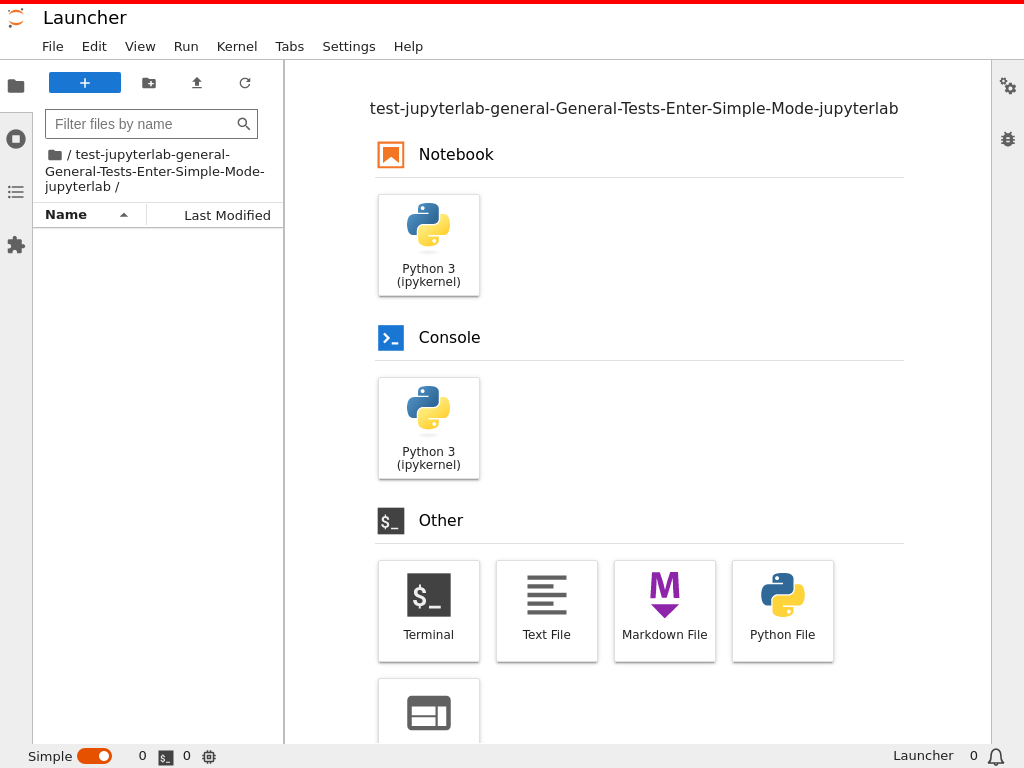 Launcher
File Edit View Run Kernel Tabs Settings Help
Filter files by name
/ test-jupyterlab-general-
General-Tests-Enter-Simple-Mode-
jupyterlab /
Name Last Modified
test-jupyterlab-general-General-Tests-Enter-Simple-Mode-jupyterlab
Notebook
Python 3
(ipykernel)
Console
Python 3
(ipykernel)
$_ Other
$_
M
Terminal Text File Markdown File Python File
Simple 0 $_ 0 Launcher 0